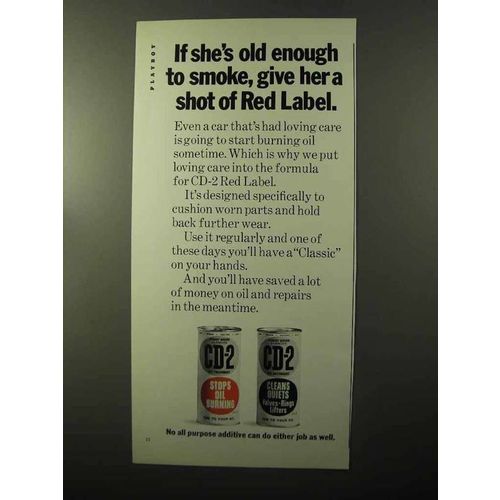 PLAYBOY
If she's old enough
to smoke, give her a
shot of Red Label.
Even a car that's had loving care
is going to start burning oil
sometime. Which is why we put
loving care into the formula
for CD-2 Red Label.
It's designed specifically to
cushion worn parts and hold
back further wear.
Use it regularly and one of
these days you'll have a "Classic"
on your hands.
And you'll have saved a lot
of money on oil and repairs
in the meantime.
CD-2
STOPS
OIL
BURNING
CD-2
CLEANS
QUIETS
Valves-Rings
Lifters
No all purpose additive can do either job as well.